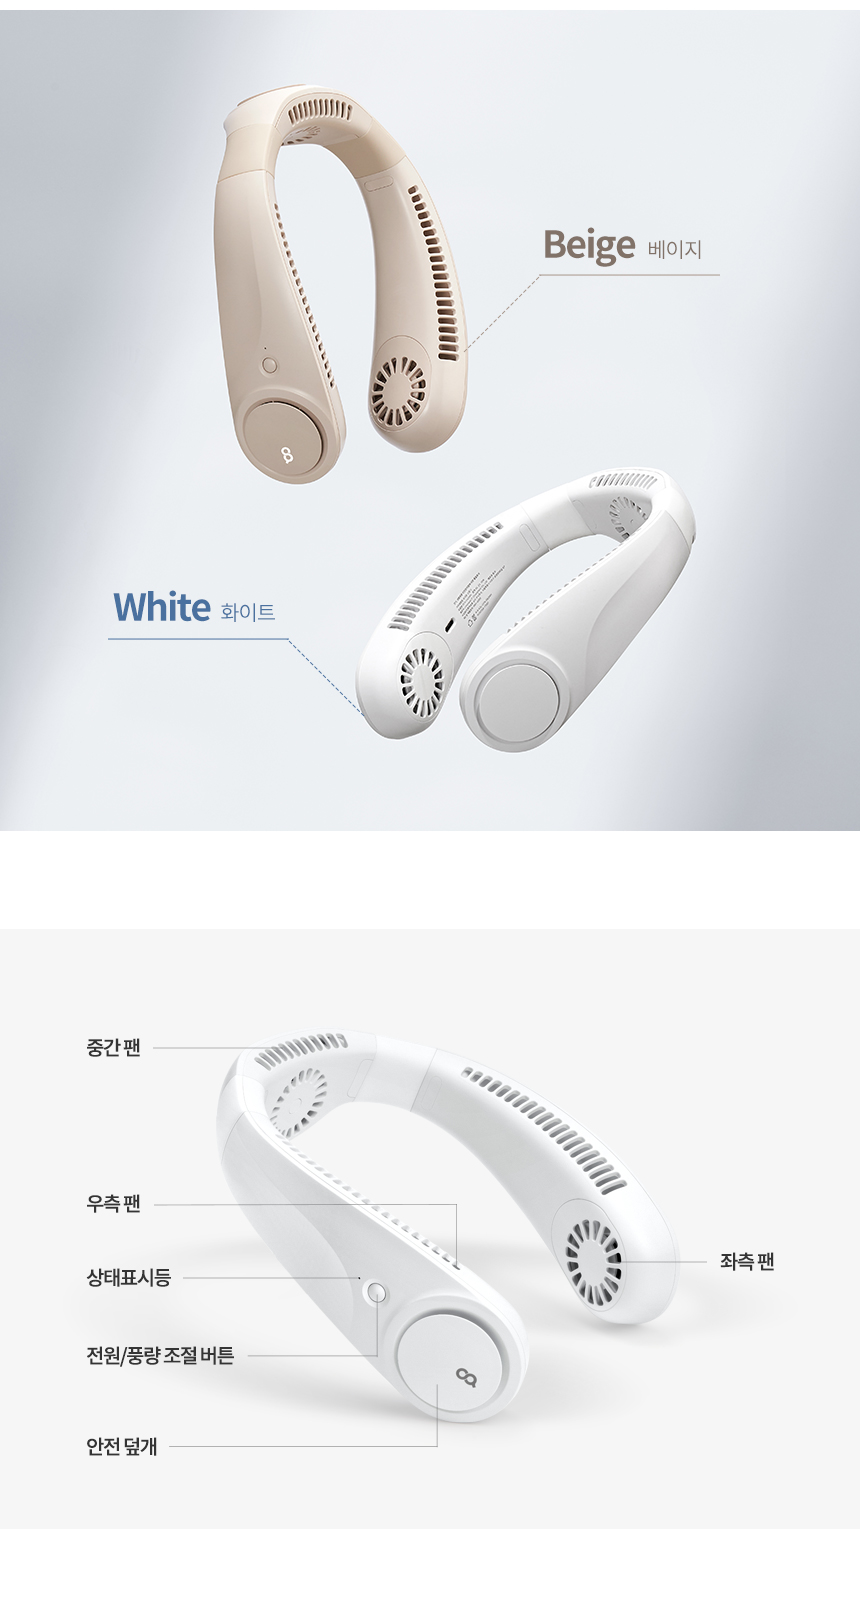 Beige 베이지
White 화이트
중간 팬
우측 팬
좌측 팬
상태표시등
전원/풍량 조절 버튼
안전 덮개